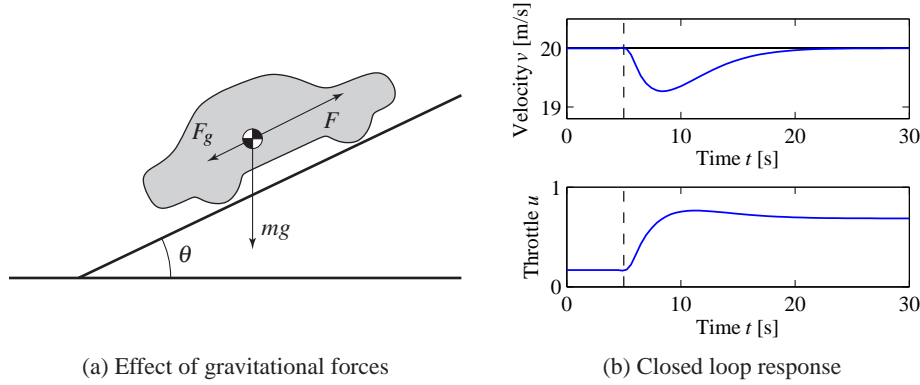 F_g
F
mg
θ
(a) Effect of gravitational forces
Velocity v [m/s]
20
19
0 10 20 30
Time t [s]
Throttle u
1
0
0 10 20 30
Time t [s]
(b) Closed loop response